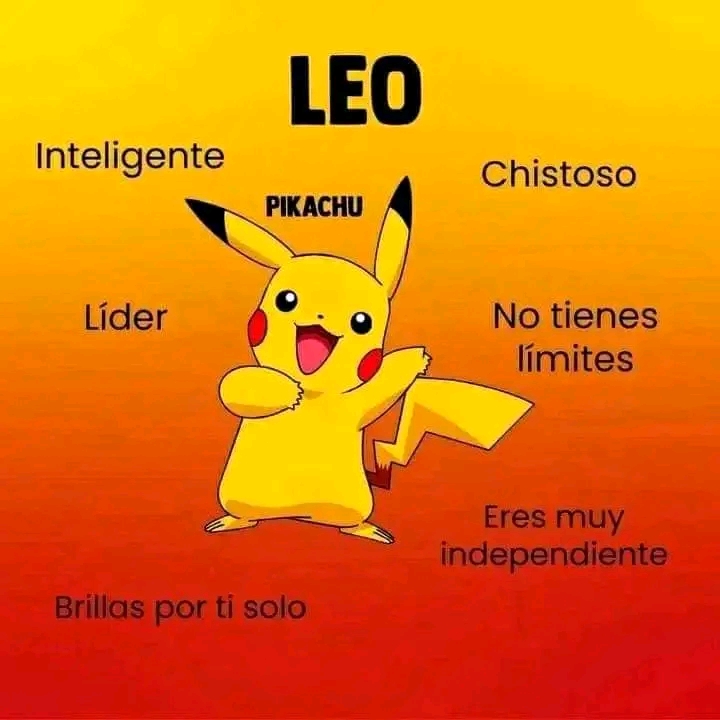 LEO
Inteligente
Chistoso
PIKACHU
Líder
No tienes
límites
Eres muy
independiente
Brillas por ti solo